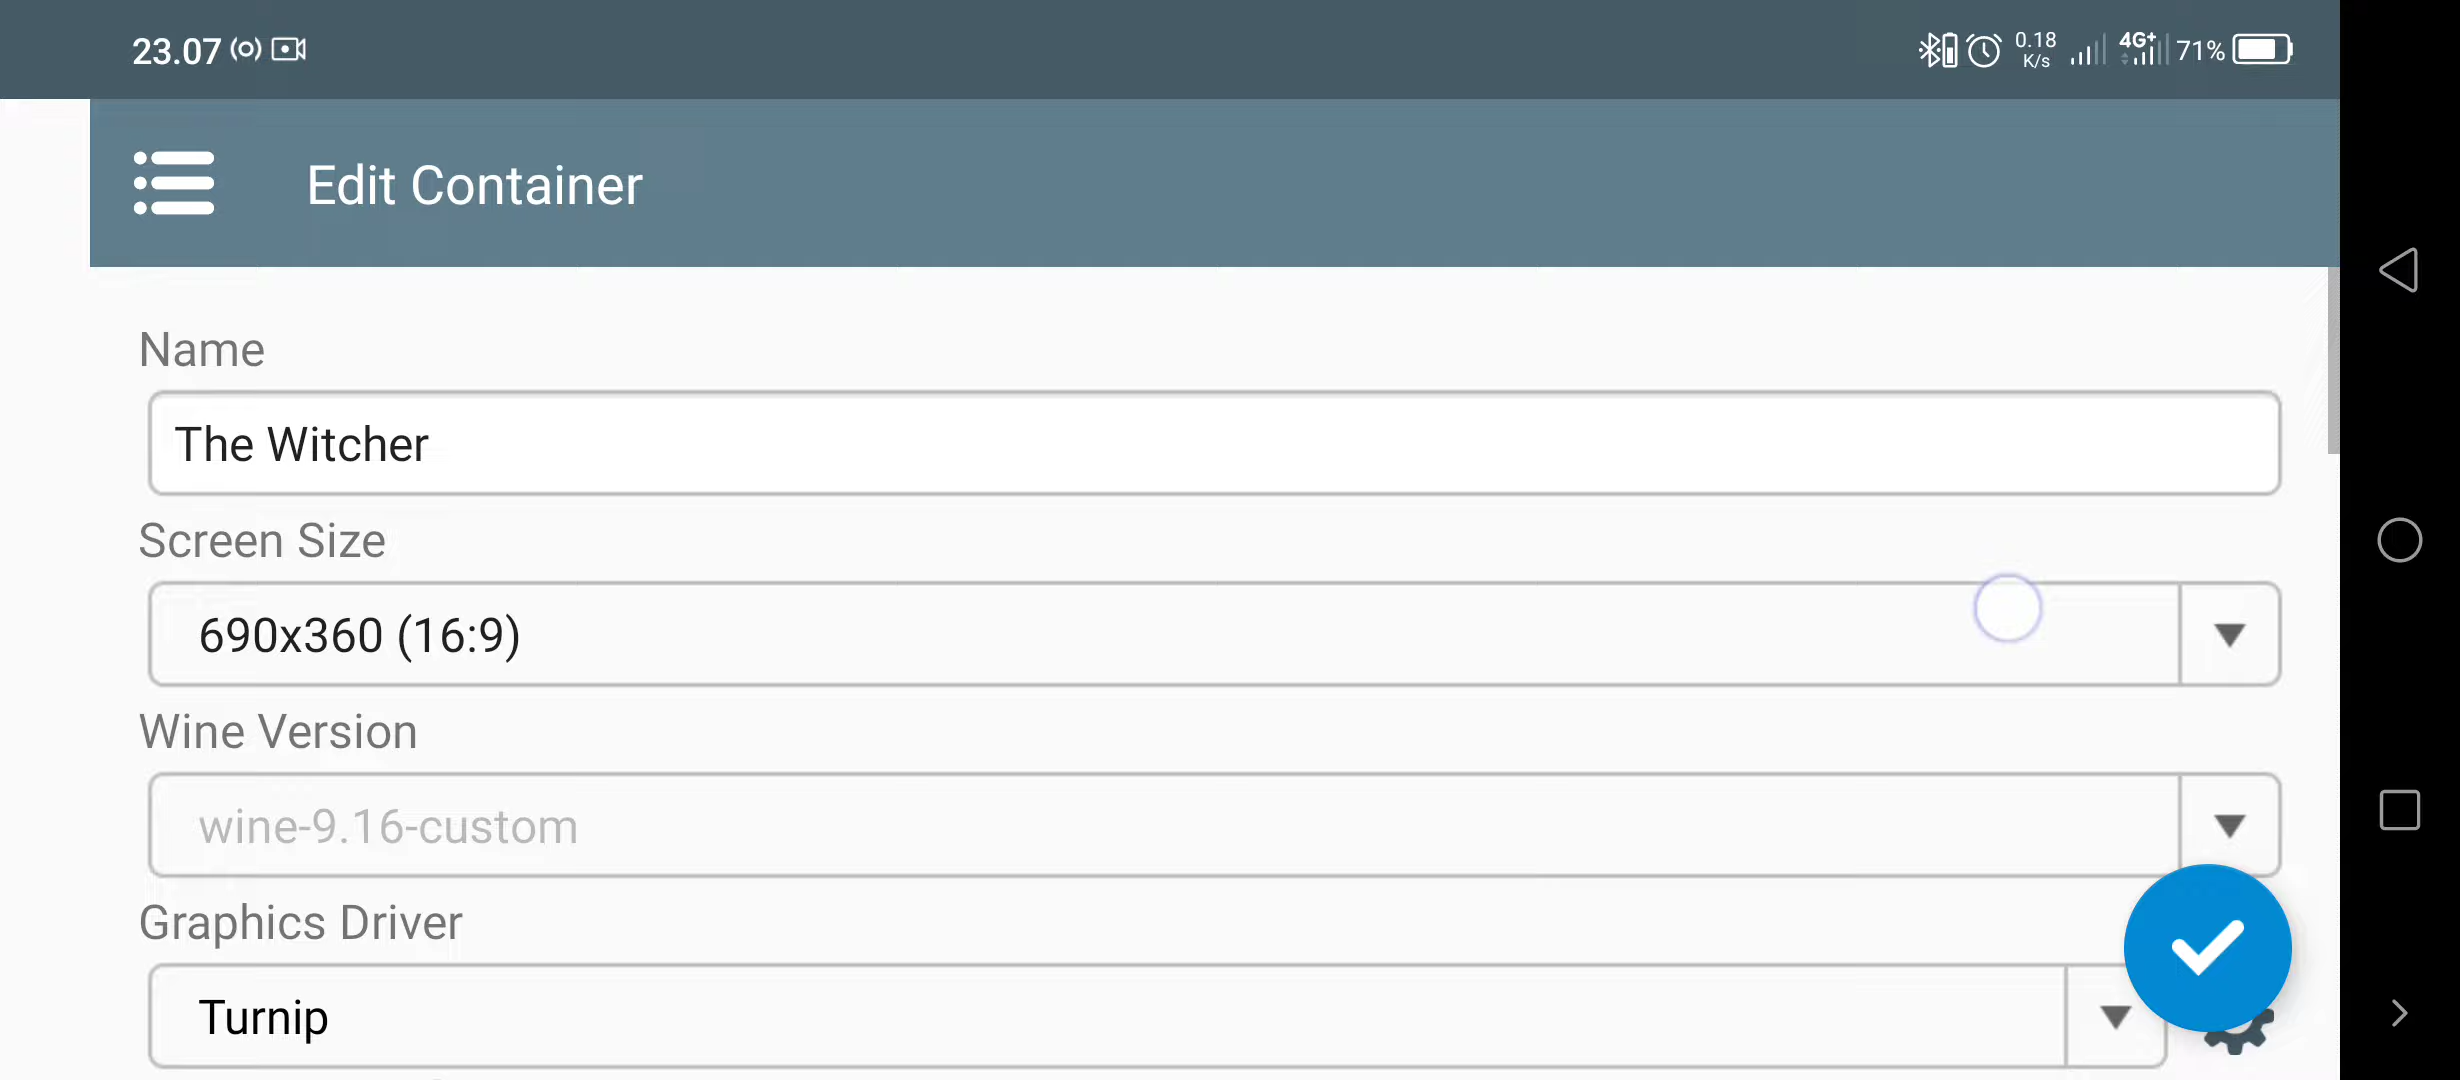 23.07
0.18
K/s
4G+
71%
Edit Container
Name
The Witcher
Screen Size
690x360 (16:9)
Wine Version
wine-9.16-custom
Graphics Driver
Turnip